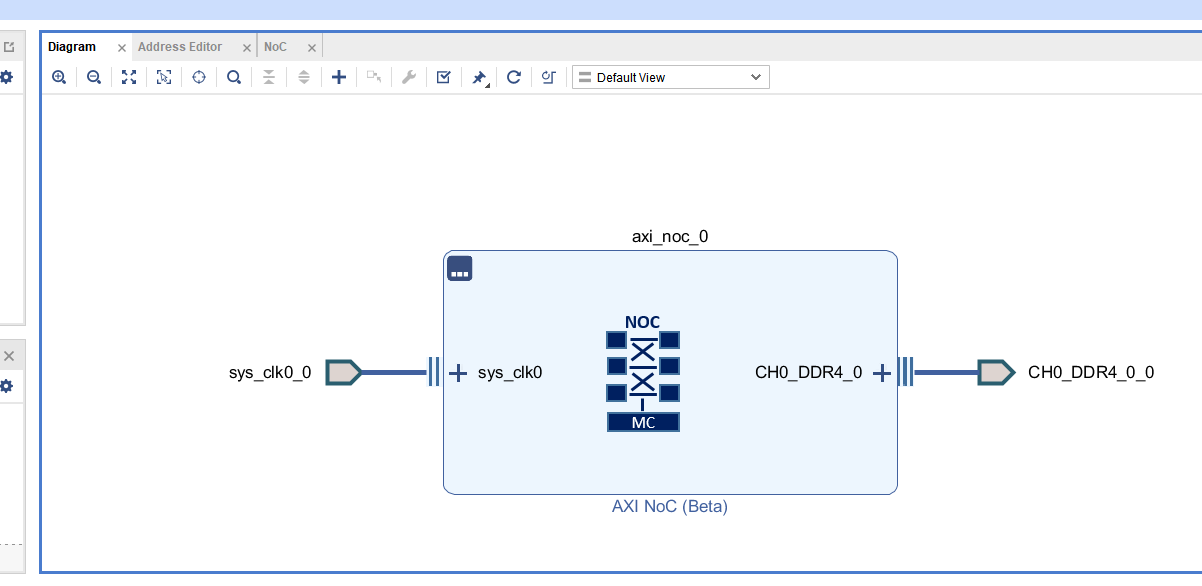 Diagram
Address Editor
NoC
Default View
axi_noc_0
NOC
sys_clk0_0
sys_clk0
CH0_DDR4_0
CH0_DDR4_0_0
MC
AXI NoC (Beta)